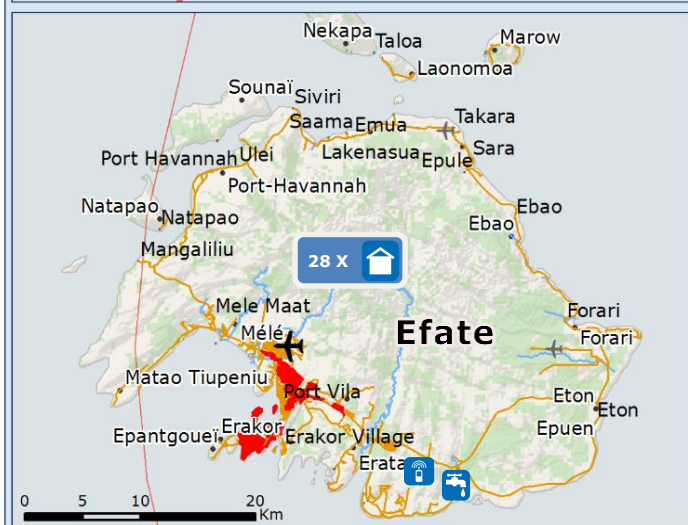 Nekapa
Taloa
Marow
Laonomoa
Sounaï
Siviri
Saama
Emua
Takara
Lakenasua
Epule
Sara
Port Havannah
Ulei
Port-Havannah
Natapao
Natapao
Ebao
Ebao
Mangaliliu
28 X
Mele Maat
Mélé
Efate
Forari
Forari
Matao Tiupeniu
Port Vila
Eton
Eton
Epuen
Erakor
Epantgoueï
Erakor Village
Erata
0 5 10 20
Km